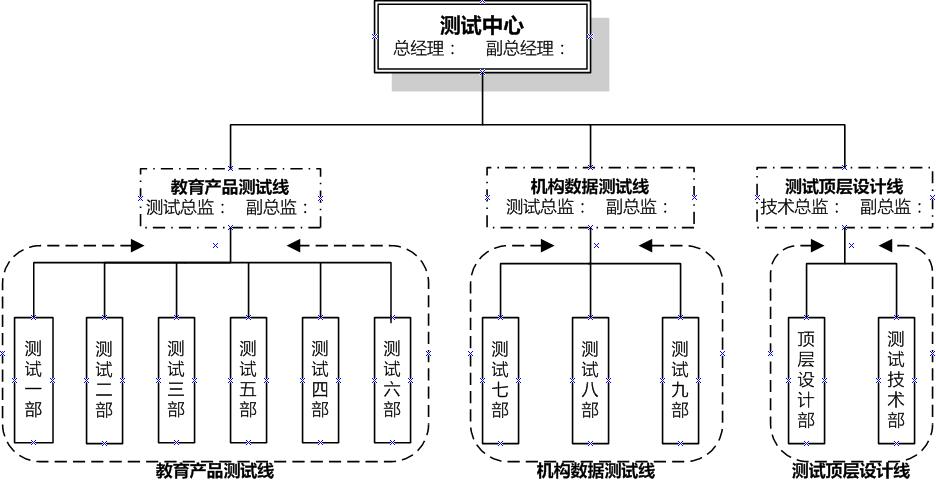 测试中心
总经理： 副总经理：
教育产品测试线
测试总监： 副总监：
机构数据测试线
测试总监： 副总监：
测试顶层设计线
技术总监： 副总监：
测试一部
测试二部
测试三部
测试五部
测试四部
测试六部
测试七部
测试八部
测试九部
顶层设计部
测试技术部
教育产品测试线
机构数据测试线
测试顶层设计线